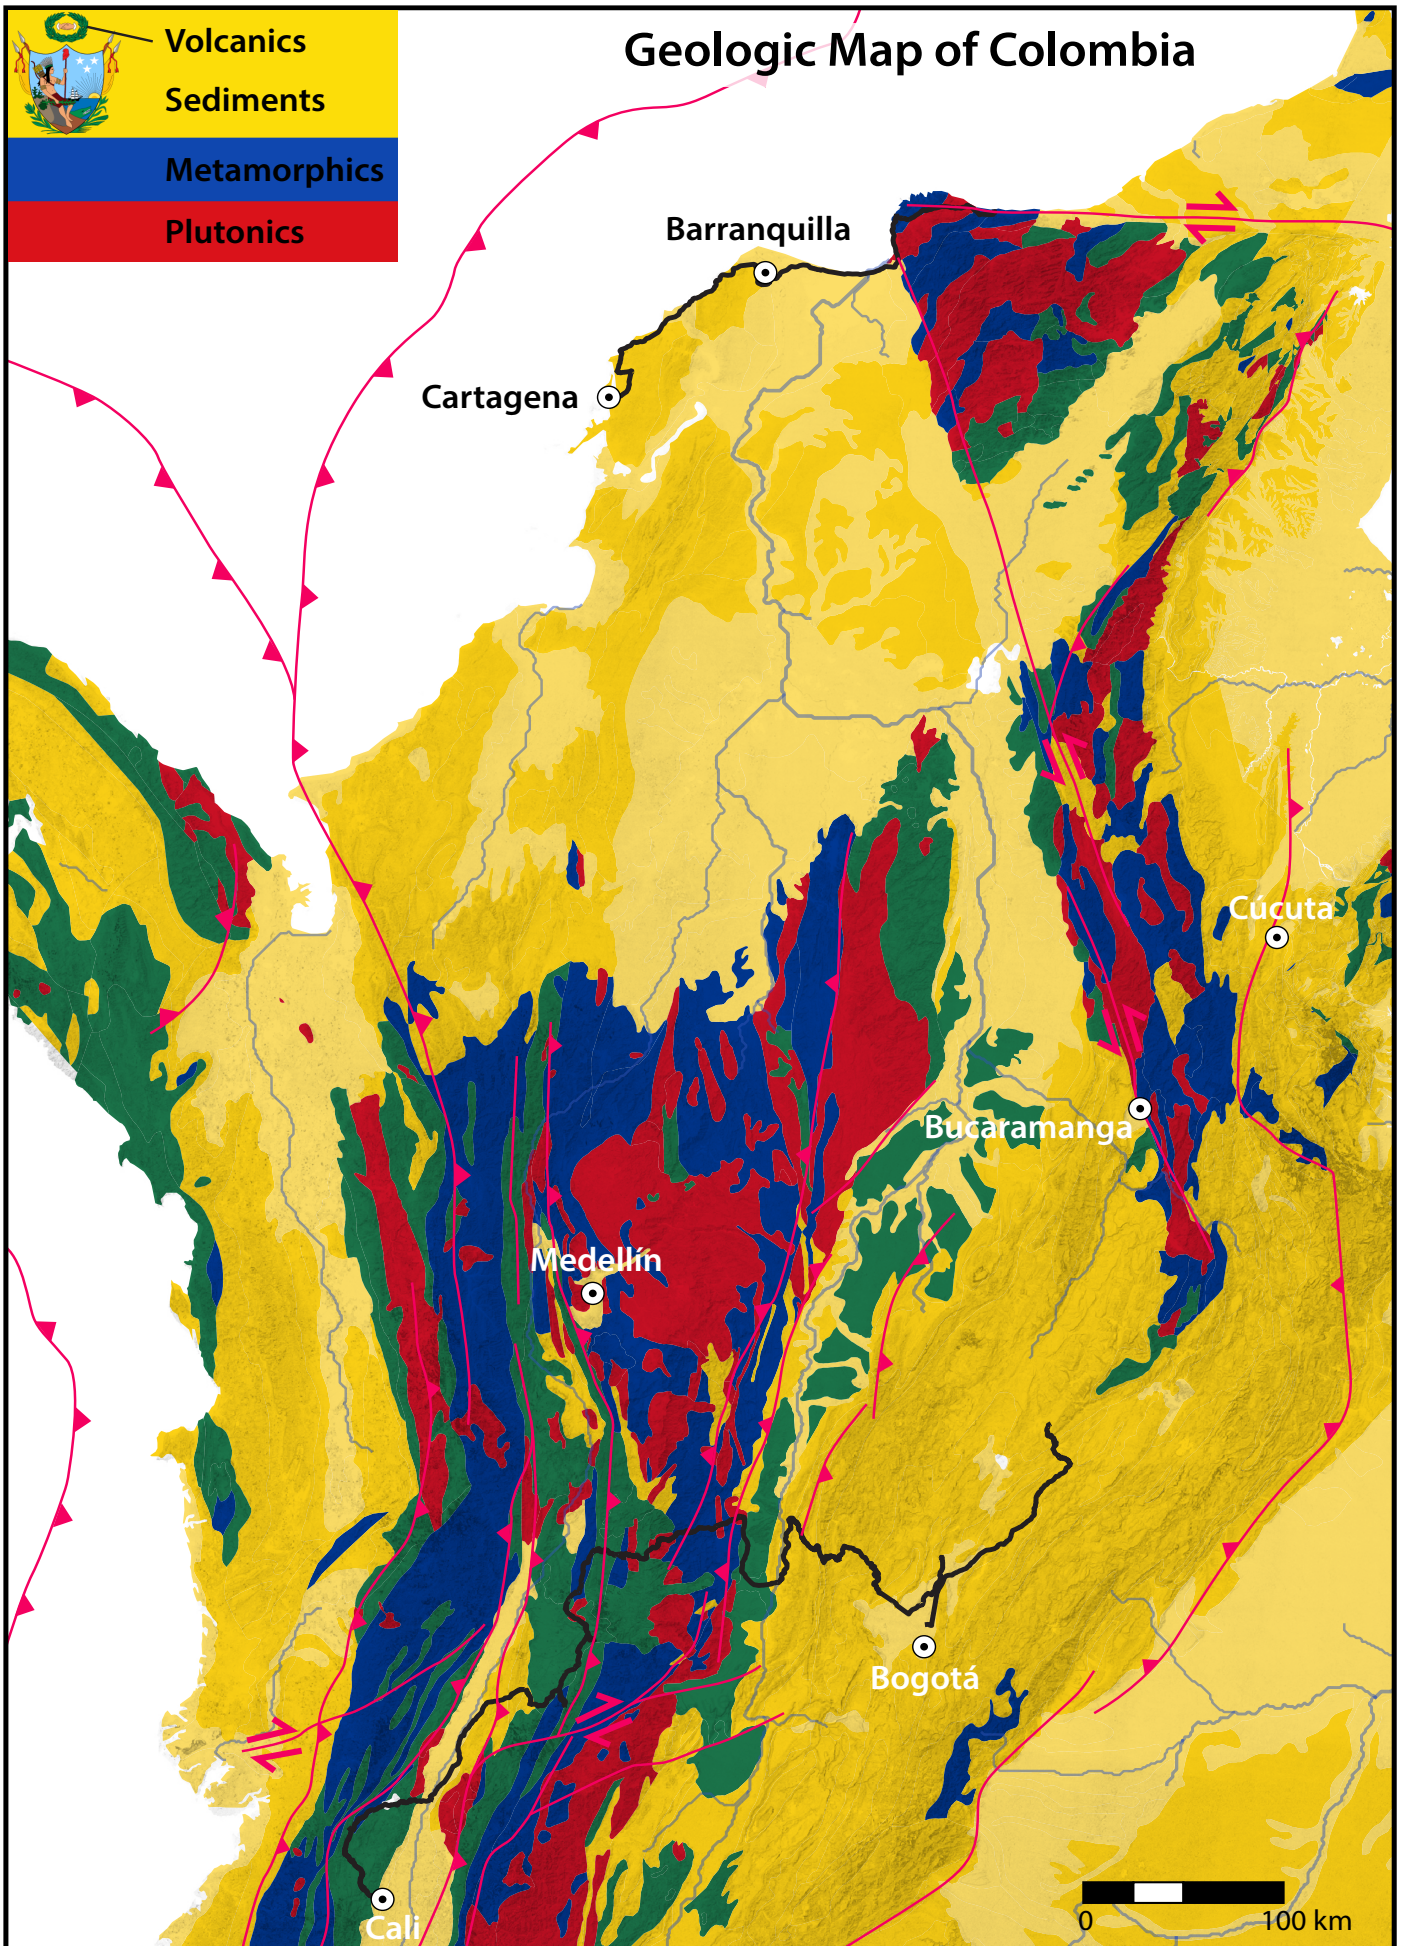 Geologic Map of Colombia
Volcanics
Sediments
Metamorphics
Plutonics
Barranquilla
Cartagena
Cúcuta
Bucaramanga
Medellín
Bogotá
Cali
0 100 km